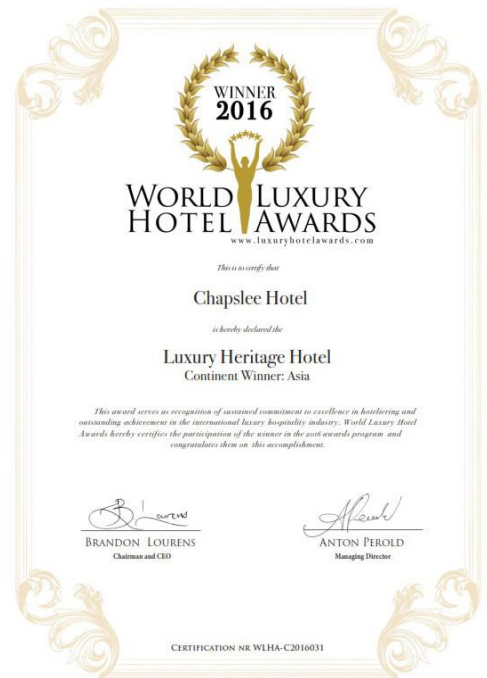 WINNER
2016
WORLD LUXURY
HOTEL AWARDS
www.luxuryhotelawards.com
This is to certify that
Chapslee Hotel
is hereby declared the
Luxury Heritage Hotel
Continent Winner: Asia
This award serves as recognition of sustained commitment to excellence in hoteliering and
outstanding achievement in the international luxury hospitality industry. World Luxury Hotel
Awards hereby certifies the participation of the winner in the 2016 awards program and
congratulates them on this accomplishment.
B Lourens
APerold
BRANDON LOURENS
ANTON PEROLD
Chairman and CEO
Managing Director
CERTIFICATION NR WLHA-C2016031